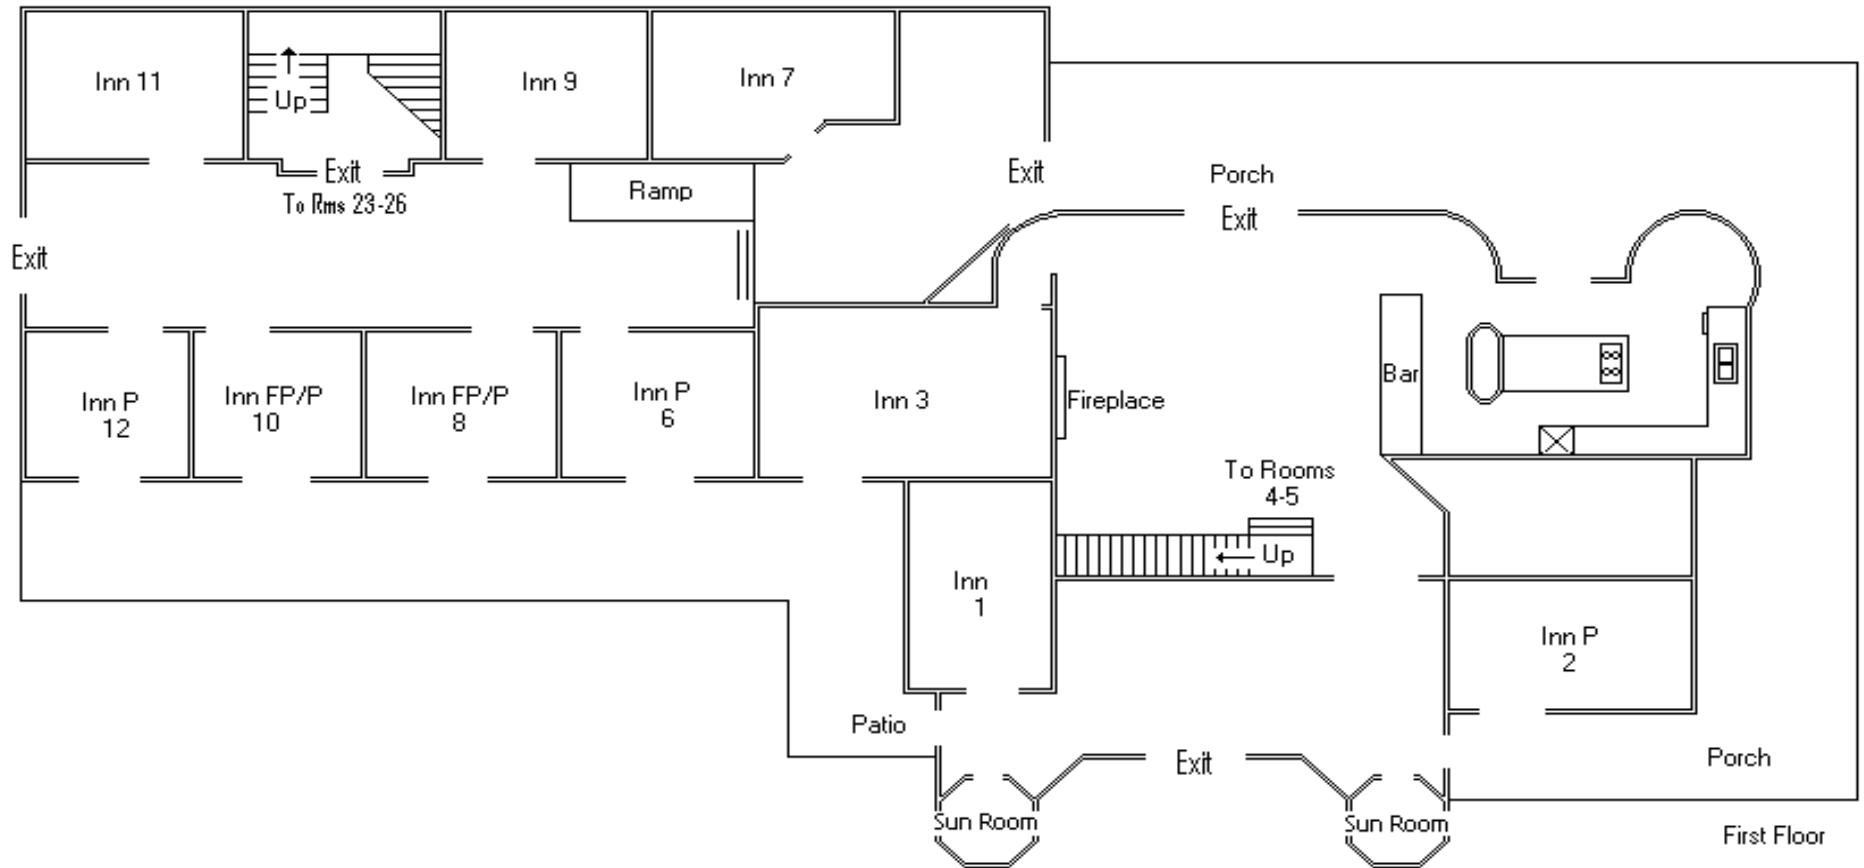 Inn 11
Up
Inn 9
Inn 7
Exit
To Rms 23-26
Ramp
Exit
Porch
Exit
Exit
Inn P
12
Inn FP/P
10
Inn FP/P
8
Inn P
6
Inn 3
Fireplace
Bar
To Rooms
4-5
Up
Inn
1
Inn P
2
Patio
Exit
Porch
Sun Room
Sun Room
First Floor